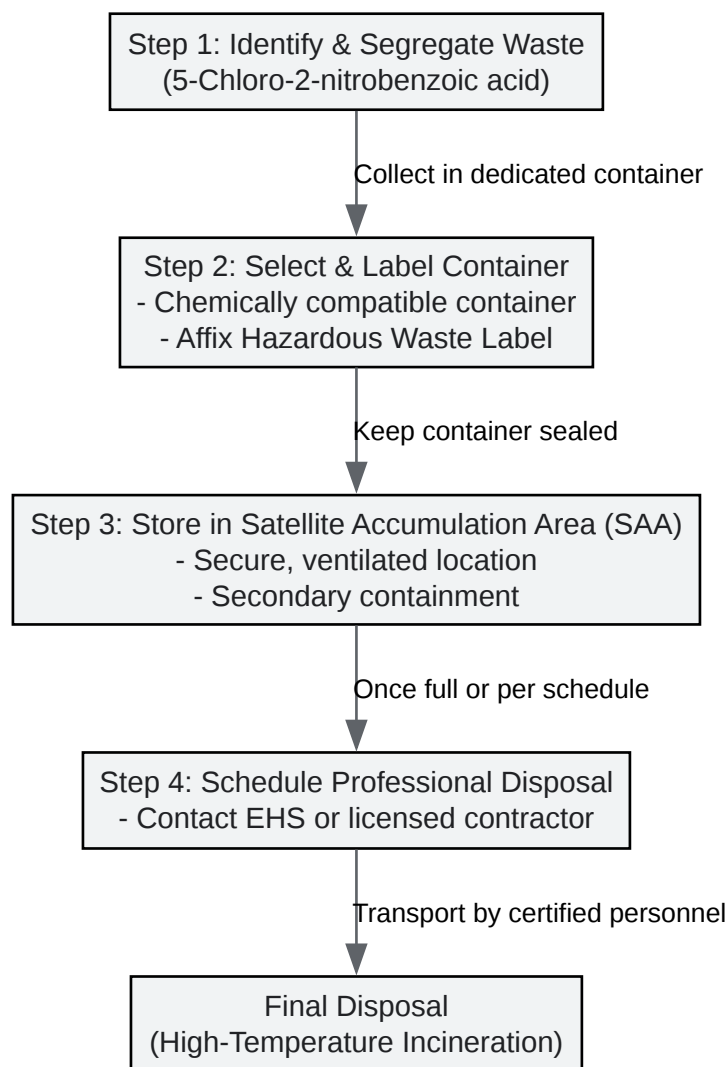 Step 1: Identify & Segregate Waste
(5-Chloro-2-nitrobenzoic acid)
Collect in dedicated container
Step 2: Select & Label Container
- Chemically compatible container
- Affix Hazardous Waste Label
Keep container sealed
Step 3: Store in Satellite Accumulation Area (SAA)
- Secure, ventilated location
- Secondary containment
Once full or per schedule
Step 4: Schedule Professional Disposal
- Contact EHS or licensed contractor
Transport by certified personnel
Final Disposal
(High-Temperature Incineration)